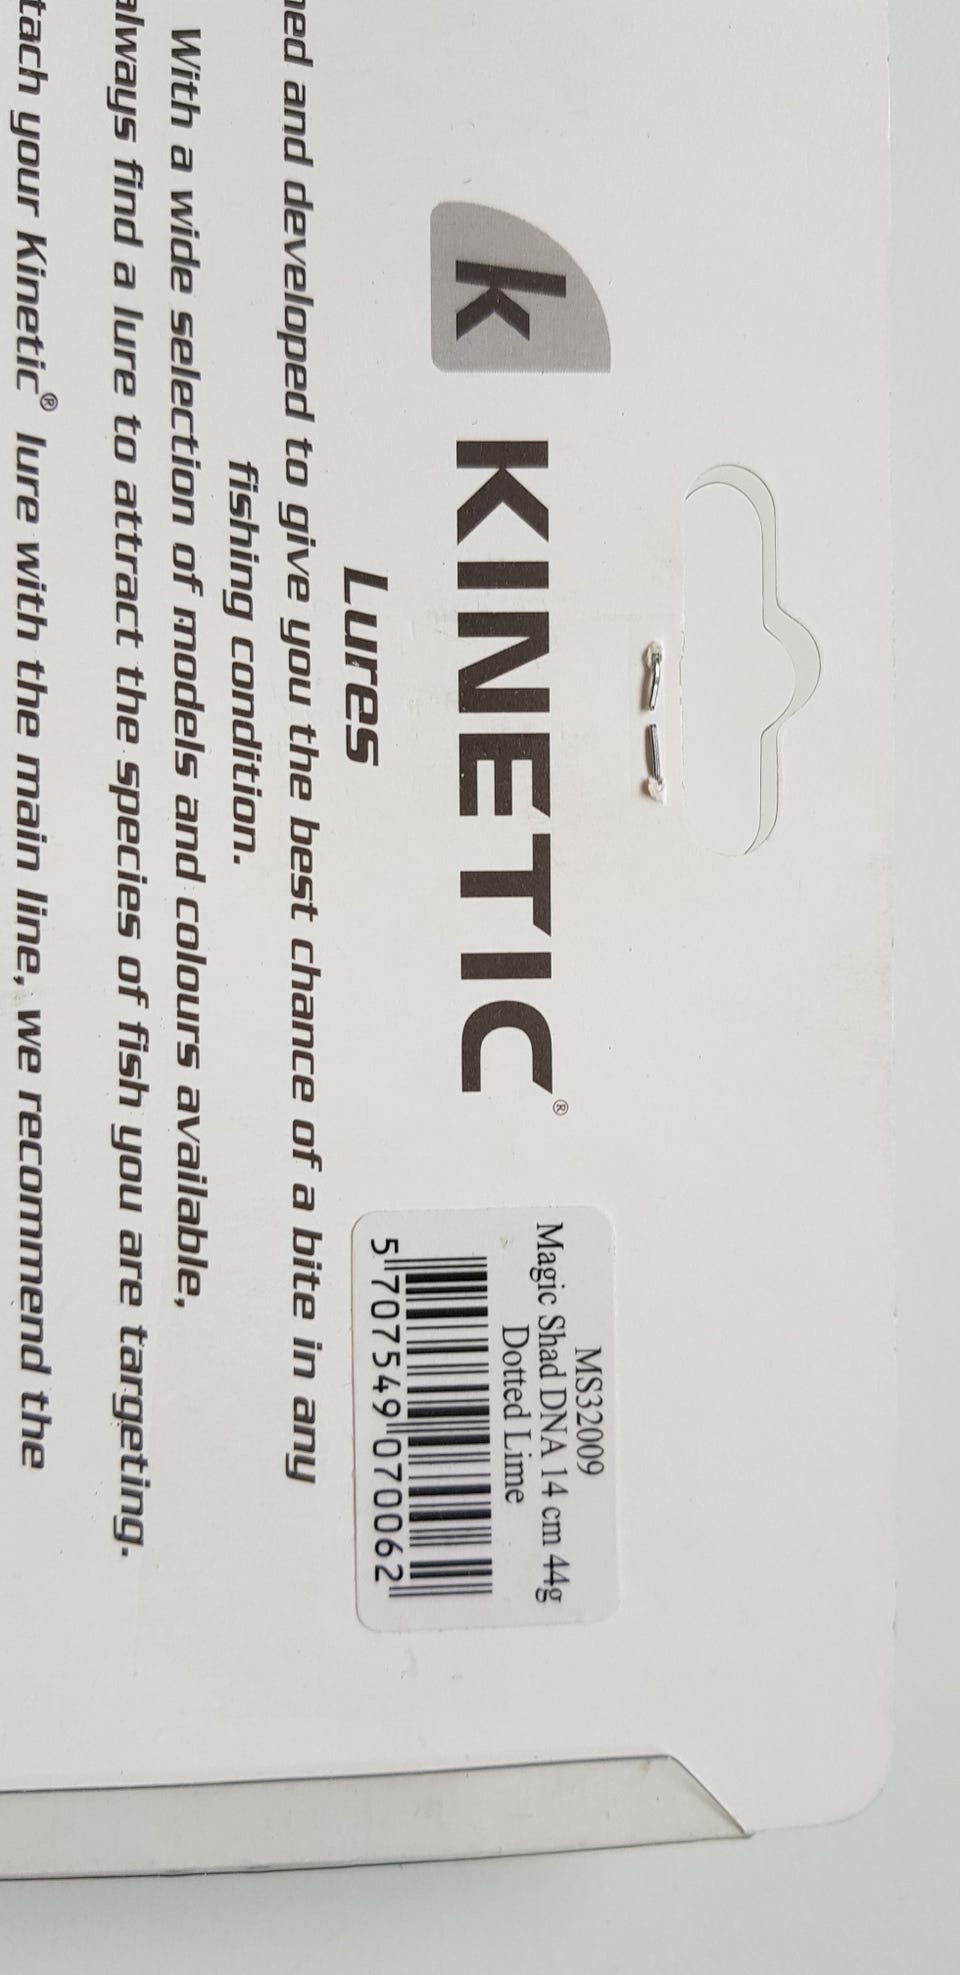 k KINETIC®
MS32009
Magic Shad DNA 14 cm 44g
Dotted Lime
5 707549 070062
Lures
and developed to give you the best chance of a bite in any
fishing condition.
With a wide selection of models and colours available,
always find a lure to attract the species of fish you are targeting.
your Kinetic® lure with the main line, we recommend the